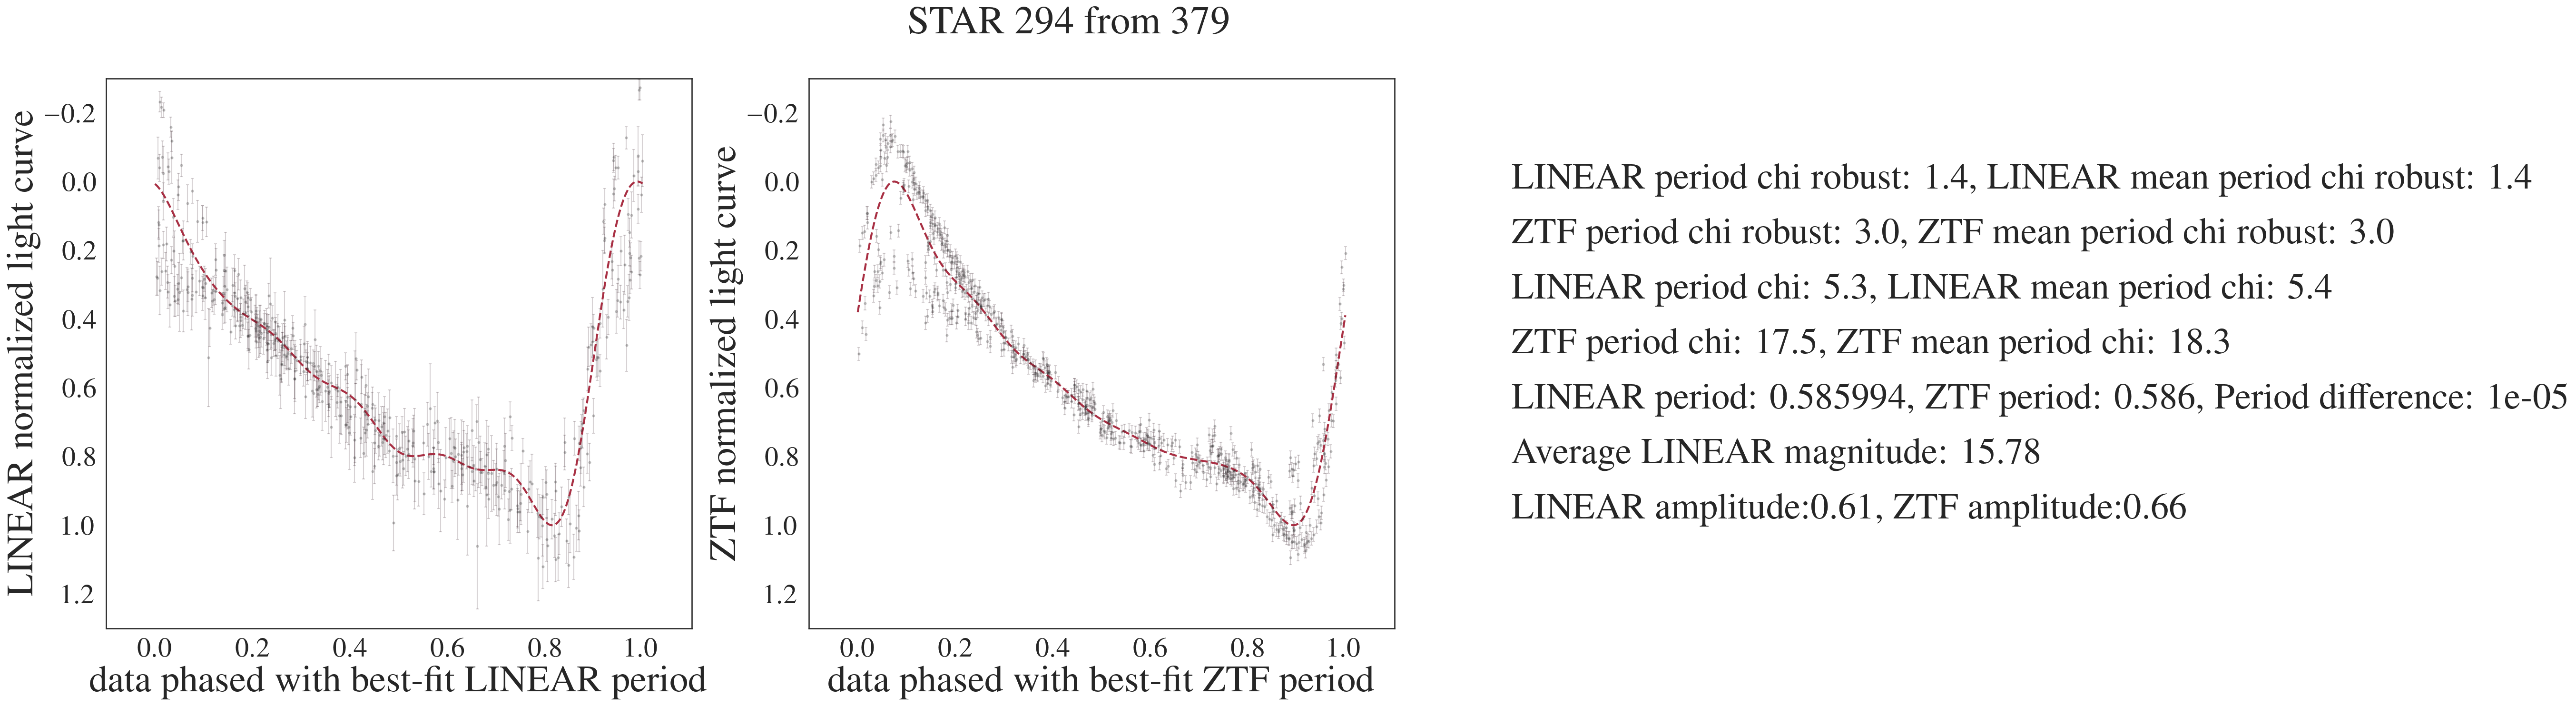 STAR 294 from 379
LINEAR normalized light curve
−0.2
0.0
0.2
0.4
0.6
0.8
1.0
1.2
0.0 0.2 0.4 0.6 0.8 1.0
data phased with best-fit LINEAR period
ZTF normalized light curve
−0.2
0.0
0.2
0.4
0.6
0.8
1.0
1.2
0.0 0.2 0.4 0.6 0.8 1.0
data phased with best-fit ZTF period
LINEAR period chi robust: 1.4, LINEAR mean period chi robust: 1.4
ZTF period chi robust: 3.0, ZTF mean period chi robust: 3.0
LINEAR period chi: 5.3, LINEAR mean period chi: 5.4
ZTF period chi: 17.5, ZTF mean period chi: 18.3
LINEAR period: 0.585994, ZTF period: 0.586, Period difference: 1e-05
Average LINEAR magnitude: 15.78
LINEAR amplitude:0.61, ZTF amplitude:0.66